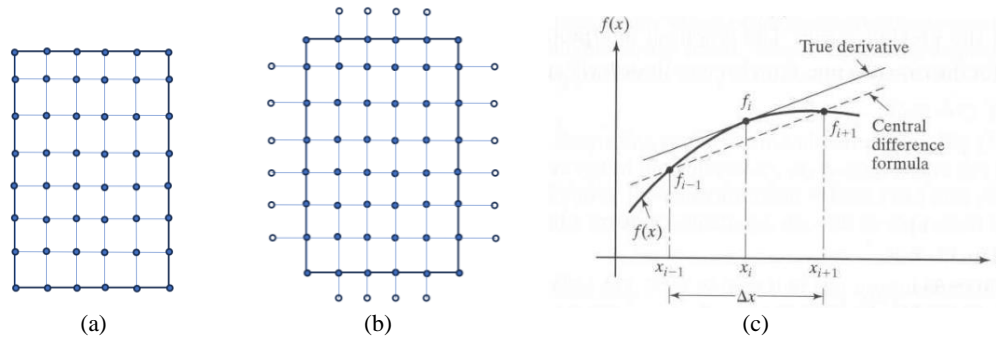 f(x)
True derivative
f_i
f_{i+1}
Central
difference
formula
f_{i−1}
f(x)
x_{i−1}
x_i
x_{i+1}
x
Δx
(a)
(b)
(c)